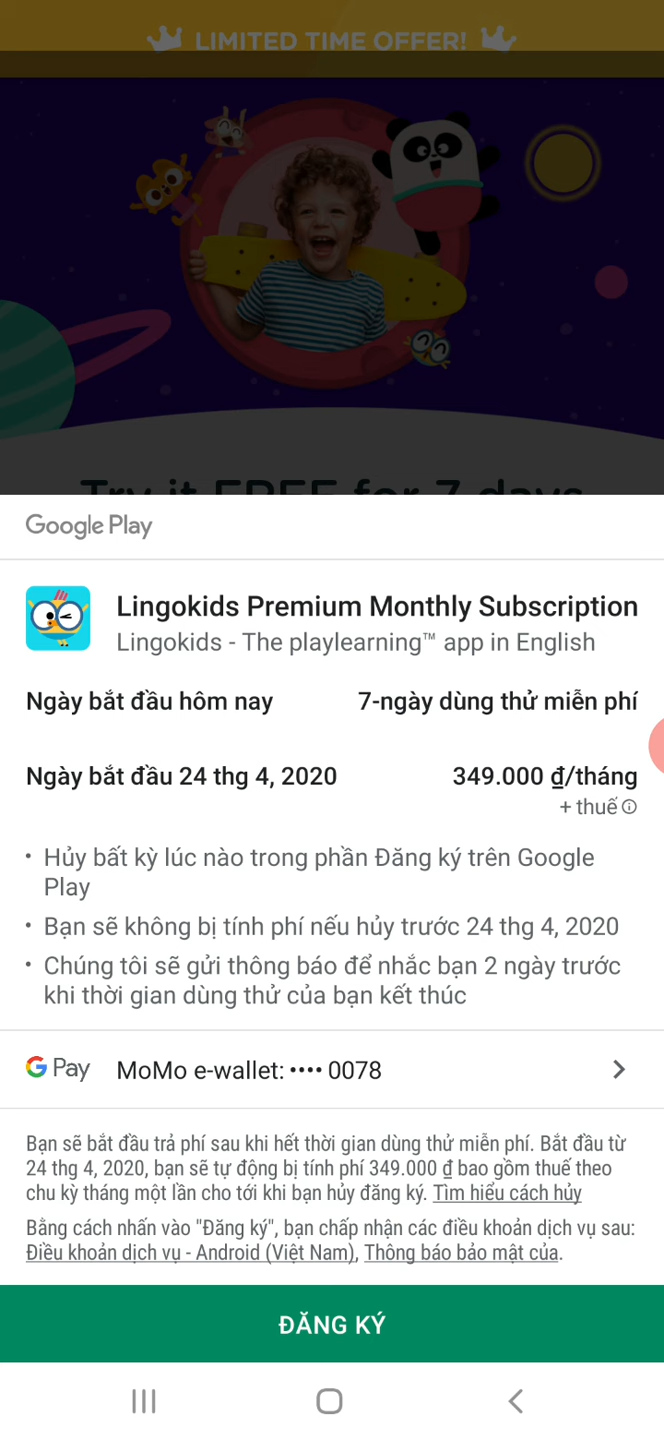 LIMITED TIME OFFER!
Try it FREE for 7 days
Google Play
Lingokids Premium Monthly Subscription
Lingokids - The playlearning™ app in English
Ngày bắt đầu hôm nay 7-ngày dùng thử miễn phí
Ngày bắt đầu 24 thg 4, 2020 349.000 ₫/tháng
+ thuế
• Hủy bất kỳ lúc nào trong phần Đăng ký trên Google
Play
• Bạn sẽ không bị tính phí nếu hủy trước 24 thg 4, 2020
• Chúng tôi sẽ gửi thông báo để nhắc bạn 2 ngày trước
khi thời gian dùng thử của bạn kết thúc
G Pay MoMo e-wallet: •••• 0078
Bạn sẽ bắt đầu trả phí sau khi hết thời gian dùng thử miễn phí. Bắt đầu từ
24 thg 4, 2020, bạn sẽ tự động bị tính phí 349.000 ₫ bao gồm thuế theo
chu kỳ tháng một lần cho tới khi bạn hủy đăng ký. Tìm hiểu cách hủy
Bằng cách nhấn vào "Đăng ký", bạn chấp nhận các điều khoản dịch vụ sau:
Điều khoản dịch vụ - Android (Việt Nam), Thông báo bảo mật của.
ĐĂNG KÝ